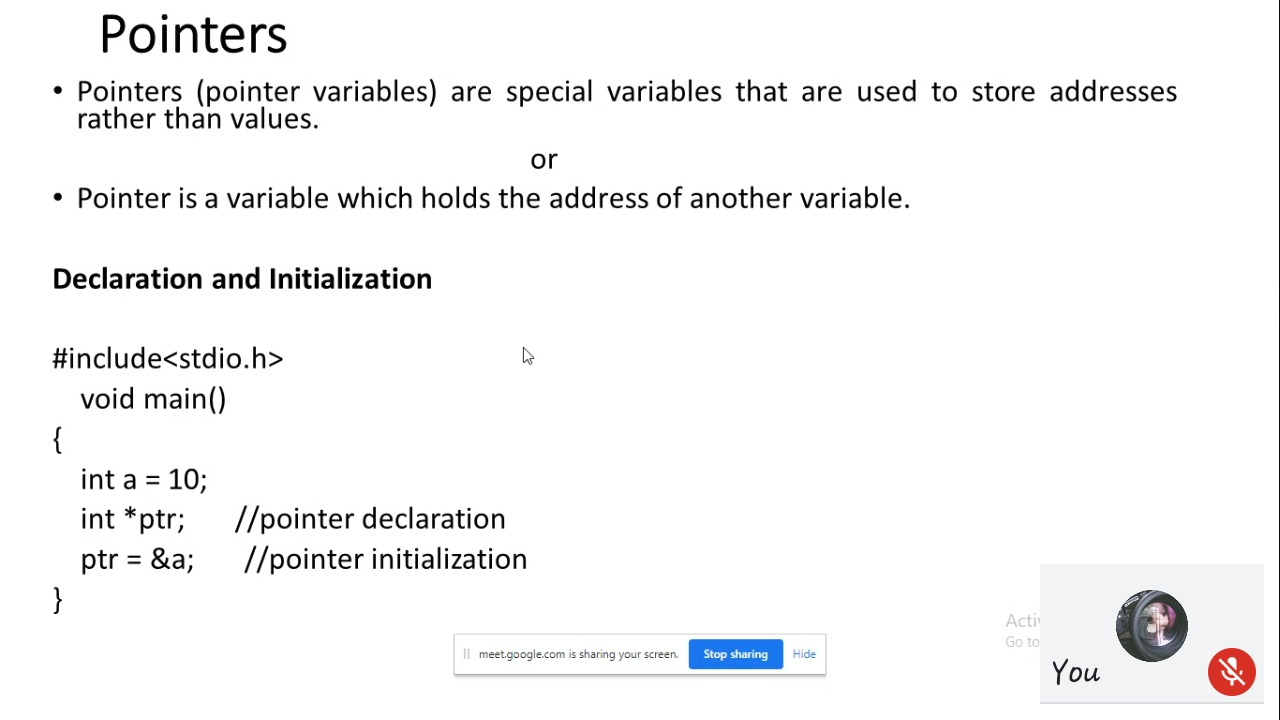 Pointers
• Pointers (pointer variables) are special variables that are used to store addresses
rather than values.
or
• Pointer is a variable which holds the address of another variable.
Declaration and Initialization
#include<stdio.h>
void main()
{
int a = 10;
int *ptr; //pointer declaration
ptr = &a; //pointer initialization
}
meet.google.com is sharing your screen. Stop sharing Hide
Go to
You